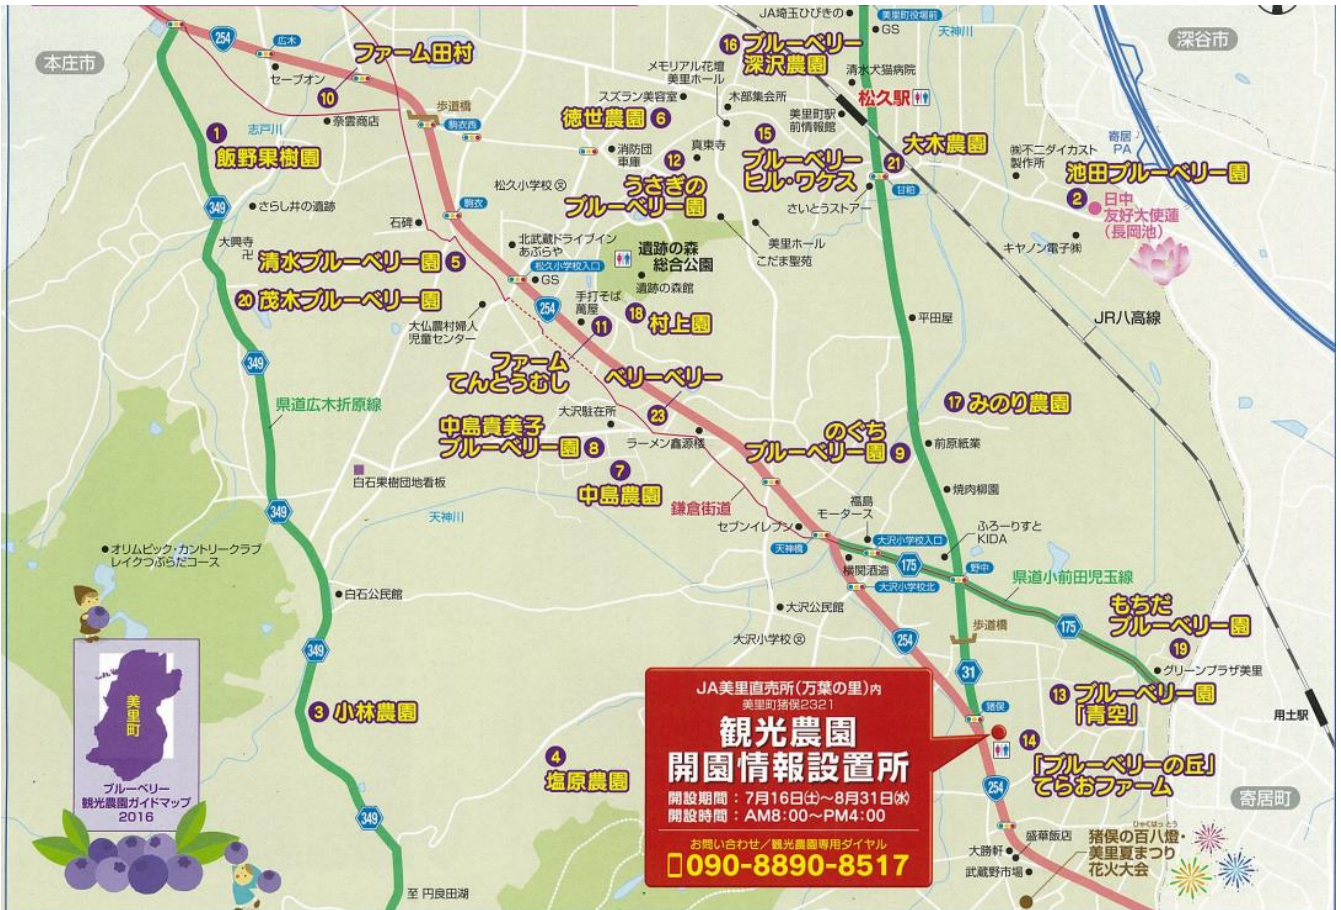 JA埼玉ひびきの
美里町役場前
GS
天神川
深谷市
本庄市
254
広木
セーブオン
ファーム田村
10
奈雲商店
歩道橋
駒衣西
16 ブルーベリー
深沢農園
メモリアル花壇
美里ホール
清水犬猫病院
スズラン美容室
木部集会所
松久駅
美里町駅
前情報館
徳世農園 6
志戸川
1
飯野果樹園
消防団
車庫
12
真東寺
うさぎの
ブルーベリー園
15
ブルーベリー
ヒル・ワケス
21
大木農園
甘粕
さいとうストアー
㈱不二ダイカスト
製作所
寄居
PA
池田ブルーベリー園
2
日中
友好大使蓮
(長岡池)
キヤノン電子㈱
松久小学校
349
さらし井の遺跡
大興寺
石碑
駒衣
北武蔵ドライブイン
あぶらや
松久小学校入口
GS
遺跡の森
総合公園
遺跡の森館
美里ホール
こだま聖苑
清水ブルーベリー園 5
20 茂木ブルーベリー園
大仏農村婦人
児童センター
254
手打そば
萬屋
11
18
村上園
平田屋
JR八高線
349
ファーム
てんとうむし
ベリーベリー
23
県道広木折原線
大沢駐在所
中島貴美子
ブルーベリー園 8
ラーメン鑫源楼
7
中島農園
17 みのり農園
のぐち
ブルーベリー園 9
前原紙業
白石果樹団地看板
焼肉柳園
鎌倉街道
福島
モータース
セブンイレブン
天神橋
大沢小学校入口
ふろーりすと
KIDA
349
天神川
オリムピック・カントリークラブ
レイクつぶらだコース
横関酒造
175
野中
県道小前田児玉線
大沢小学校北
白石公民館
大沢公民館
大沢小学校
254
歩道橋
175
もちだ
ブルーベリー園
19
グリーンプラザ美里
349
31
猪俣
13 ブルーベリー園
「青空」
用土駅
3 小林農園
4
塩原農園
JA美里直売所(万葉の里)内
美里町猪俣2321
観光農園
開園情報設置所
開設期間:7月16日㈯～8月31日㈬
開設時間:AM8:00～PM4:00
お問い合わせ/観光農園専用ダイヤル
090-8890-8517
14
「ブルーベリーの丘」
てらおファーム
254
寄居町
美里町
ブルーベリー
観光農園ガイドマップ
2016
349
至 円良田湖
盛華飯店
大勝軒
武蔵野市場
ひゃくはっとう
猪俣の百八燈・
美里夏まつり
花火大会